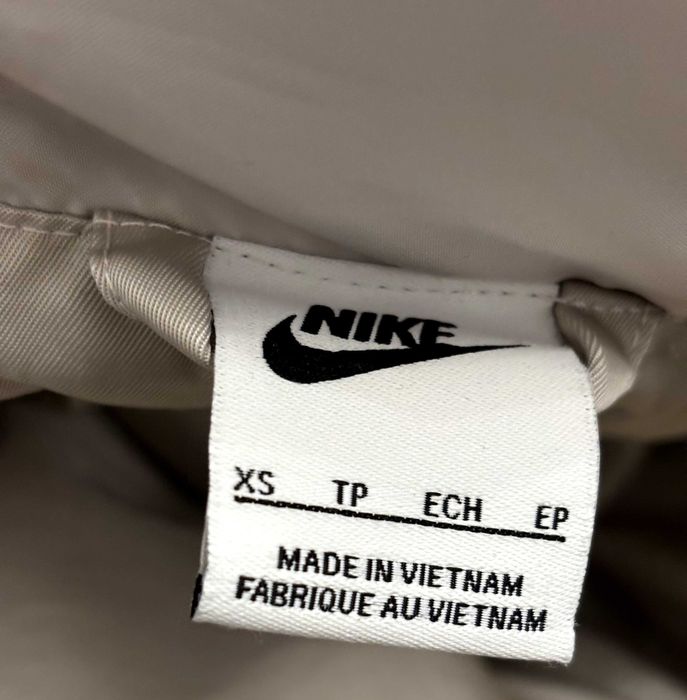 NIKE
XS TP ECH EP
MADE IN VIETNAM
FABRIQUE AU VIETNAM